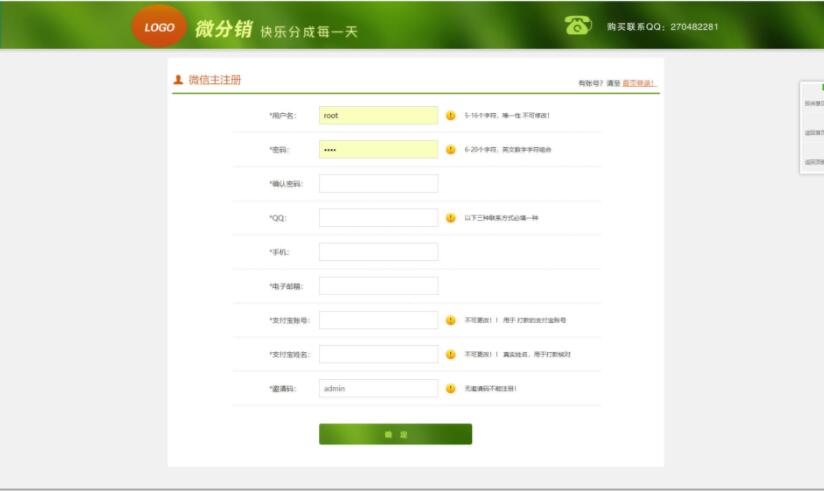 LOGO 微分销 快乐分成每一天 购买联系QQ：270482281
微信主注册 有账号？请至 首页登录！
*用户名： root 5-16个字符，唯一性 不可修改！
*密码： •••• 6-20个字符，英文数字字符组合
*确认密码：
*QQ： 以下三种联系方式必填一种
*手机：
*电子邮箱：
*支付宝账号： 不可更改！！ 用于 打款的支付宝账号
*支付宝姓名： 不可更改！！ 真实姓名，用于打款核对
*邀请码： admin 无邀请码不能注册！
确 定